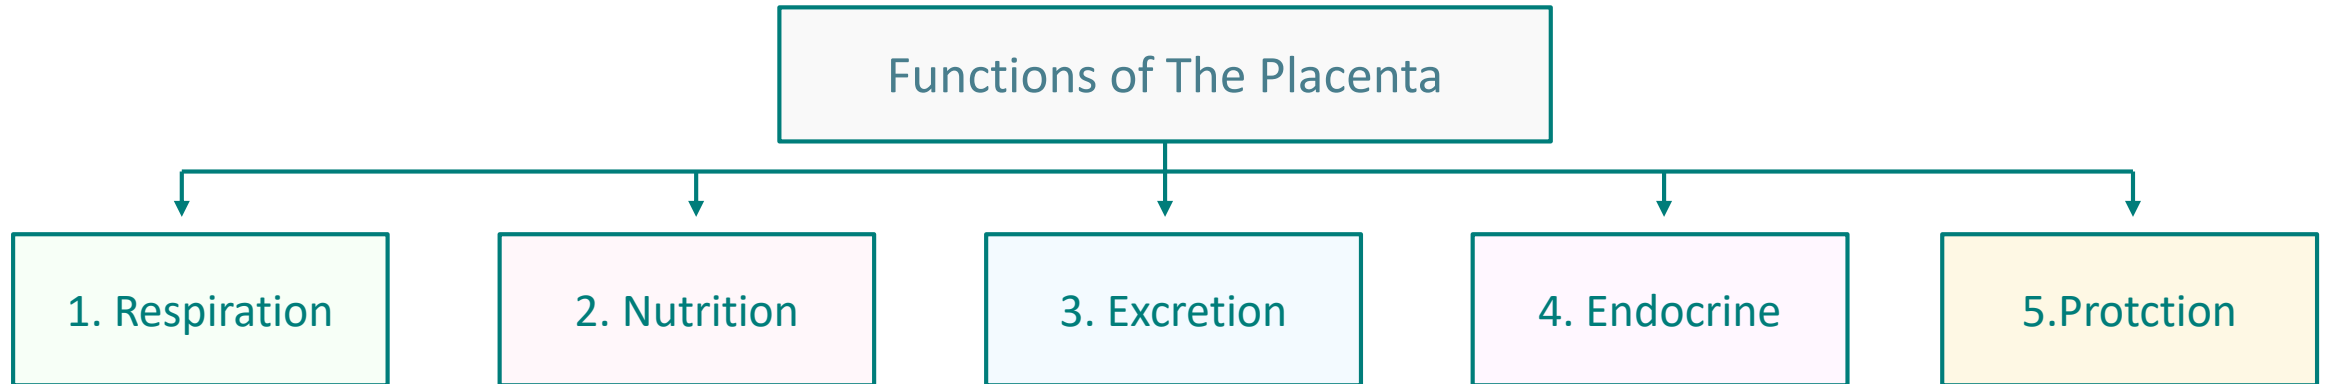 Functions of The Placenta
1. Respiration
2. Nutrition
3. Excretion
4. Endocrine
5.Protction